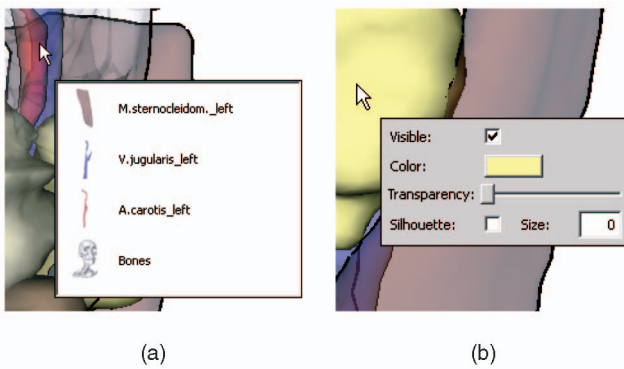 M.sternocleidom._left
V.jugularis_left
A.carotis_left
Bones
Visible:
Color:
Transparency:
Silhouette: Size: 0
(a) (b)